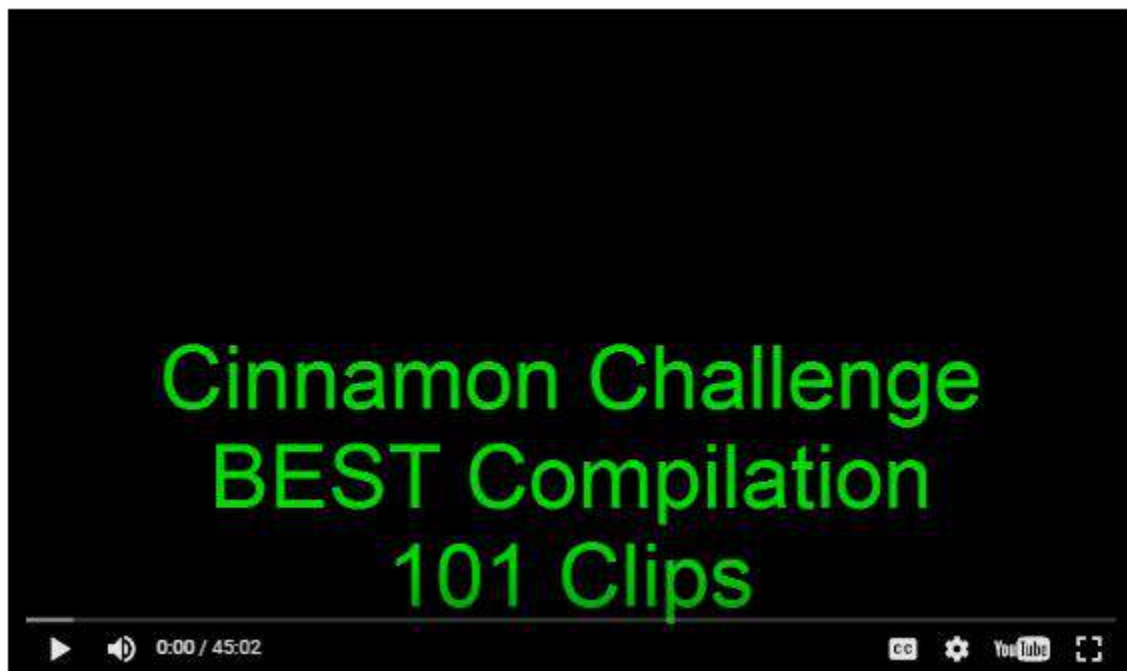 Cinnamon Challenge
BEST Compilation
101 Clips
0:00 / 45:02
CC
YouTube